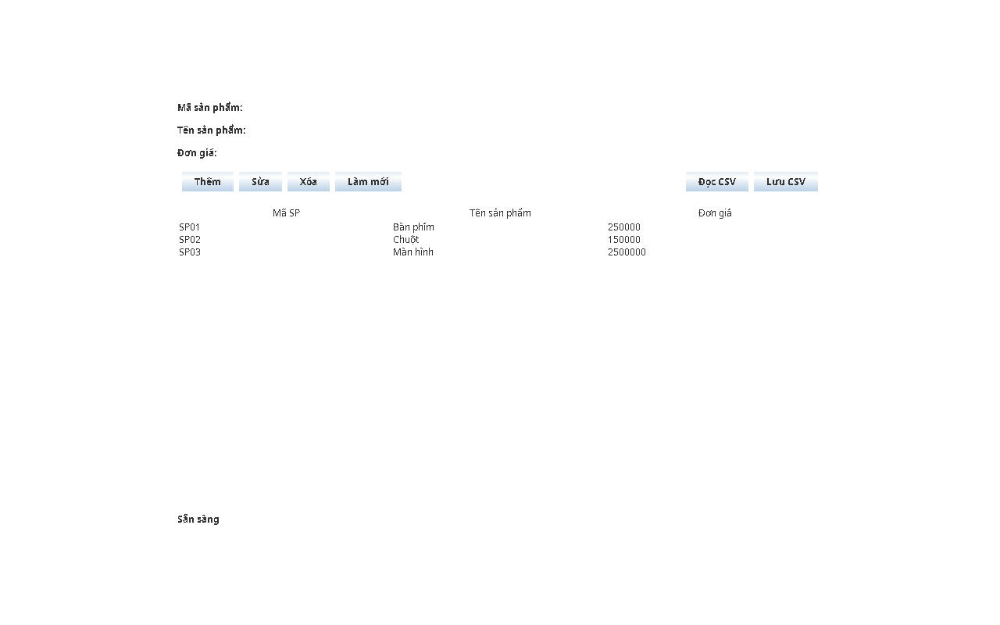 Mã sản phẩm:
Tên sản phẩm:
Đơn giá:
Thêm Sửa Xóa Làm mới Đọc CSV Lưu CSV
Mã SP Tên sản phẩm Đơn giá
SP01 Bàn phím 250000
SP02 Chuột 150000
SP03 Màn hình 2500000
Sẵn sàng